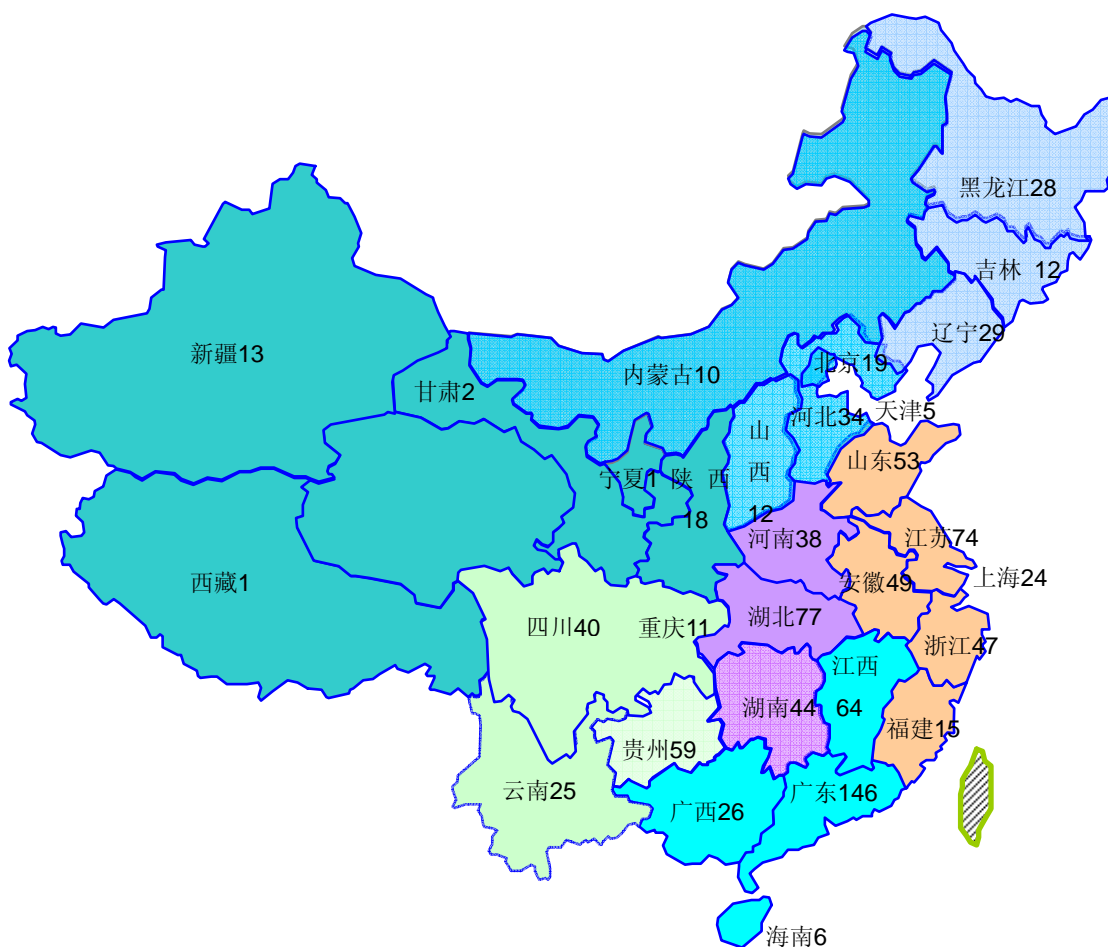 黑龙江28
吉林 12
辽宁29
新疆13
甘肃2
内蒙古10
北京19
天津5
河北34
山
西
12
山东53
宁夏1
陕 西
18
河南38
江苏74
安徽49
上海24
西藏1
四川40
重庆11
湖北77
浙江47
江西
64
湖南44
福建15
贵州59
云南25
广西26
广东146
海南6